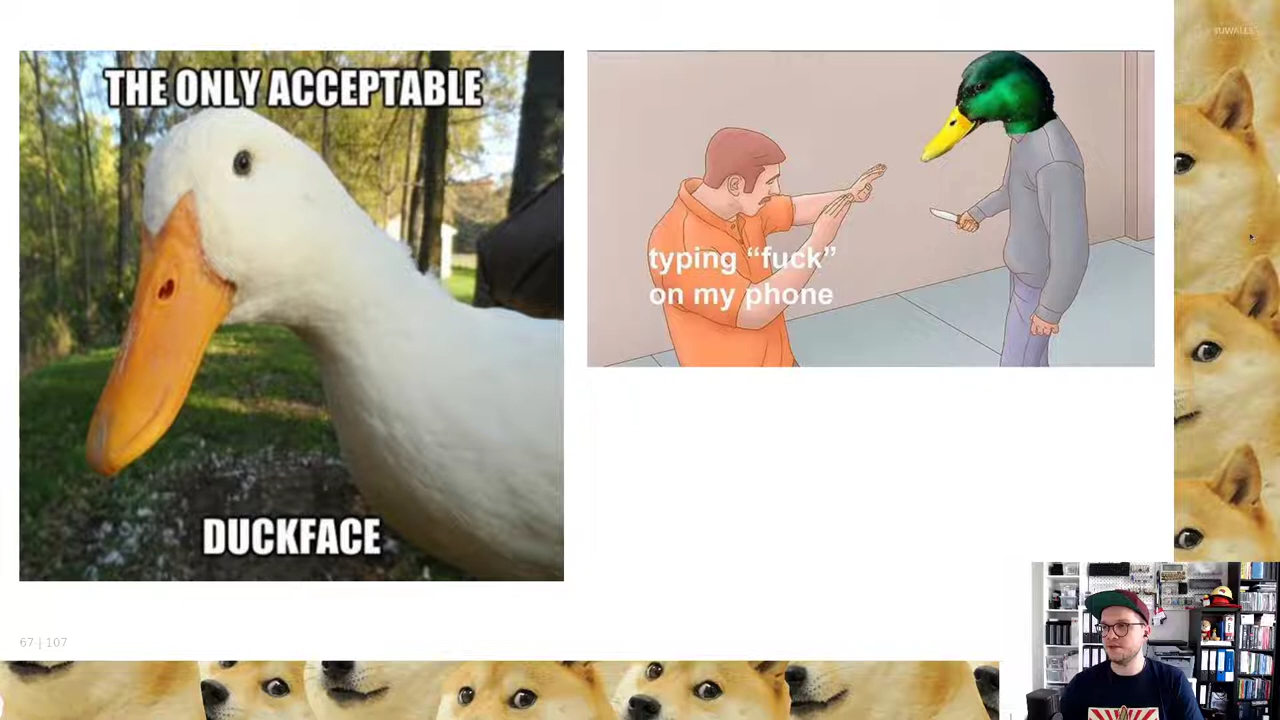 THE ONLY ACCEPTABLE
DUCKFACE
typing “fuck”
on my phone
67 | 107